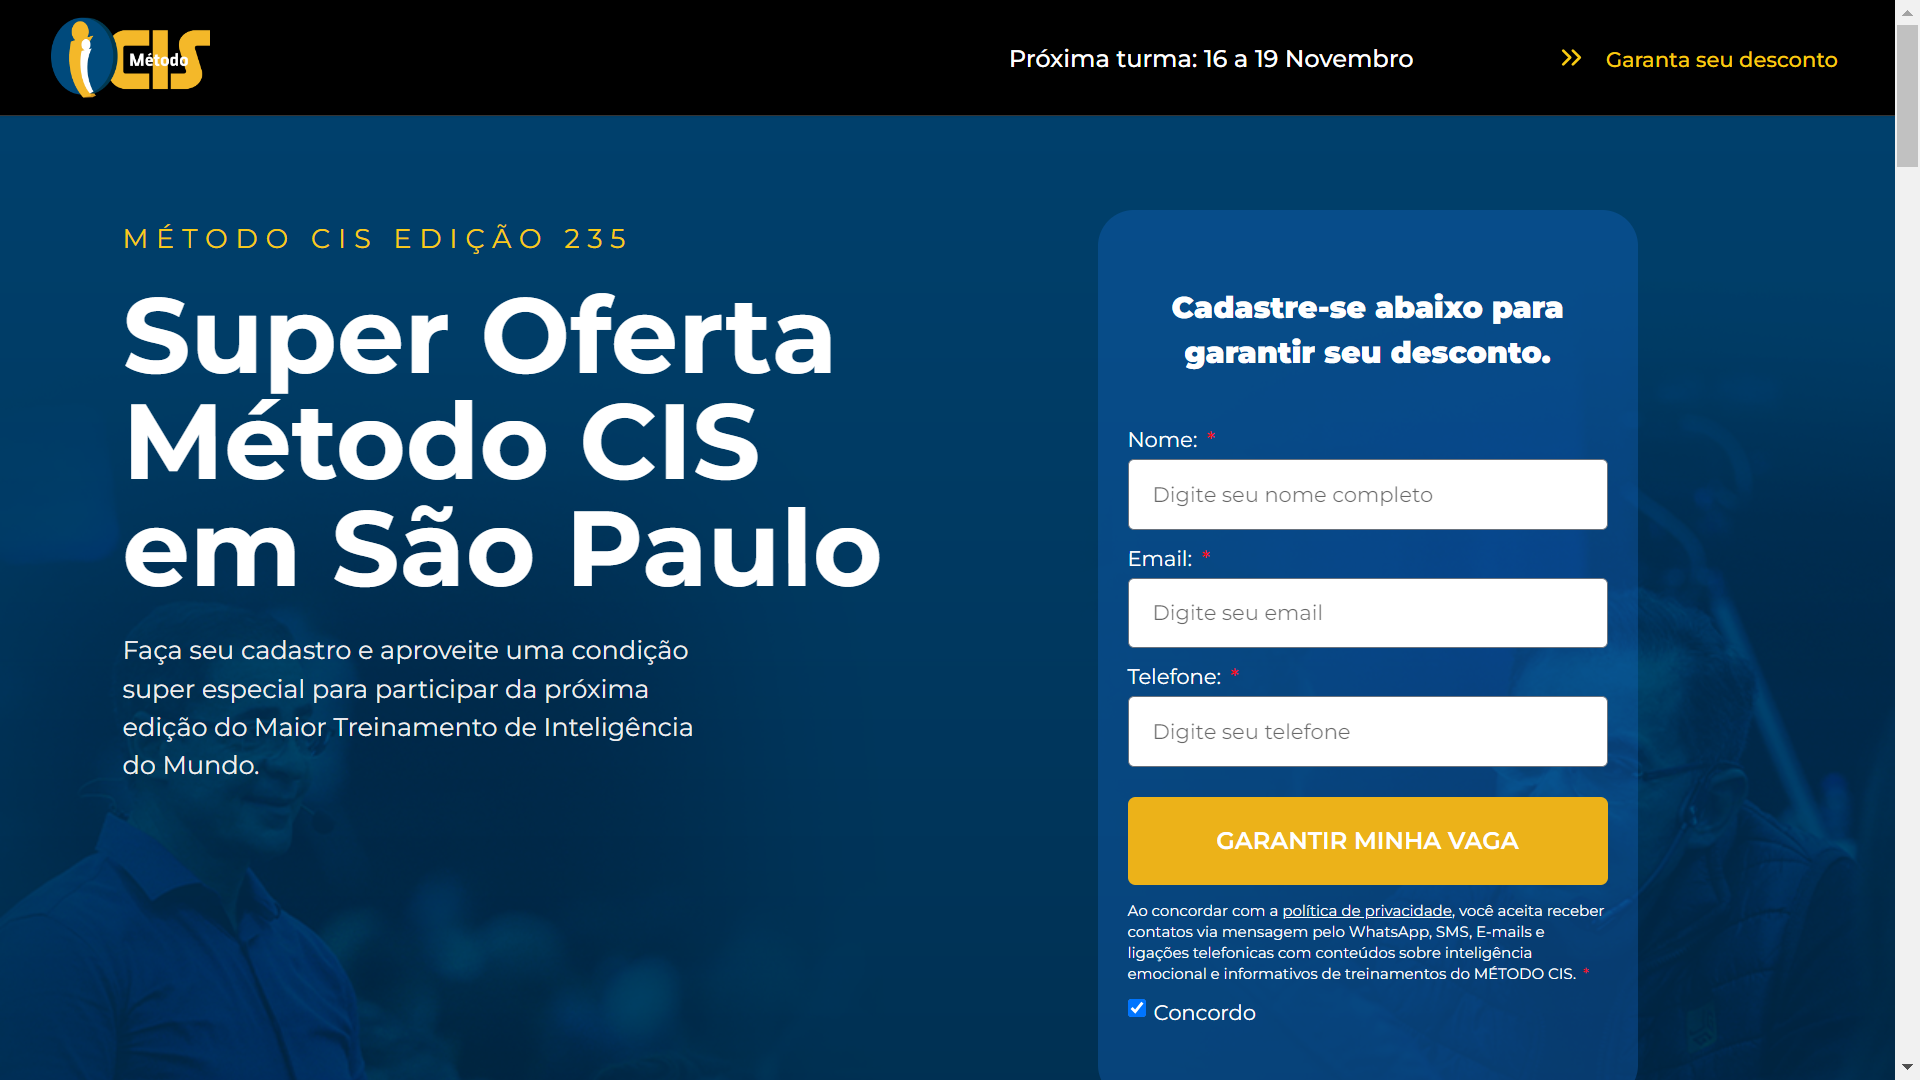 Método
CIS
Próxima turma: 16 a 19 Novembro
Garanta seu desconto
MÉTODO CIS EDIÇÃO 235
Super Oferta
Método CIS
em São Paulo
Faça seu cadastro e aproveite uma condição
super especial para participar da próxima
edição do Maior Treinamento de Inteligência
do Mundo.
Cadastre-se abaixo para
garantir seu desconto.
Nome: *
Digite seu nome completo
Email: *
Digite seu email
Telefone: *
Digite seu telefone
GARANTIR MINHA VAGA
Ao concordar com a política de privacidade, você aceita receber
contatos via mensagem pelo WhatsApp, SMS, E-mails e
ligações telefonicas com conteúdos sobre inteligência
emocional e informativos de treinamentos do MÉTODO CIS. *
Concordo